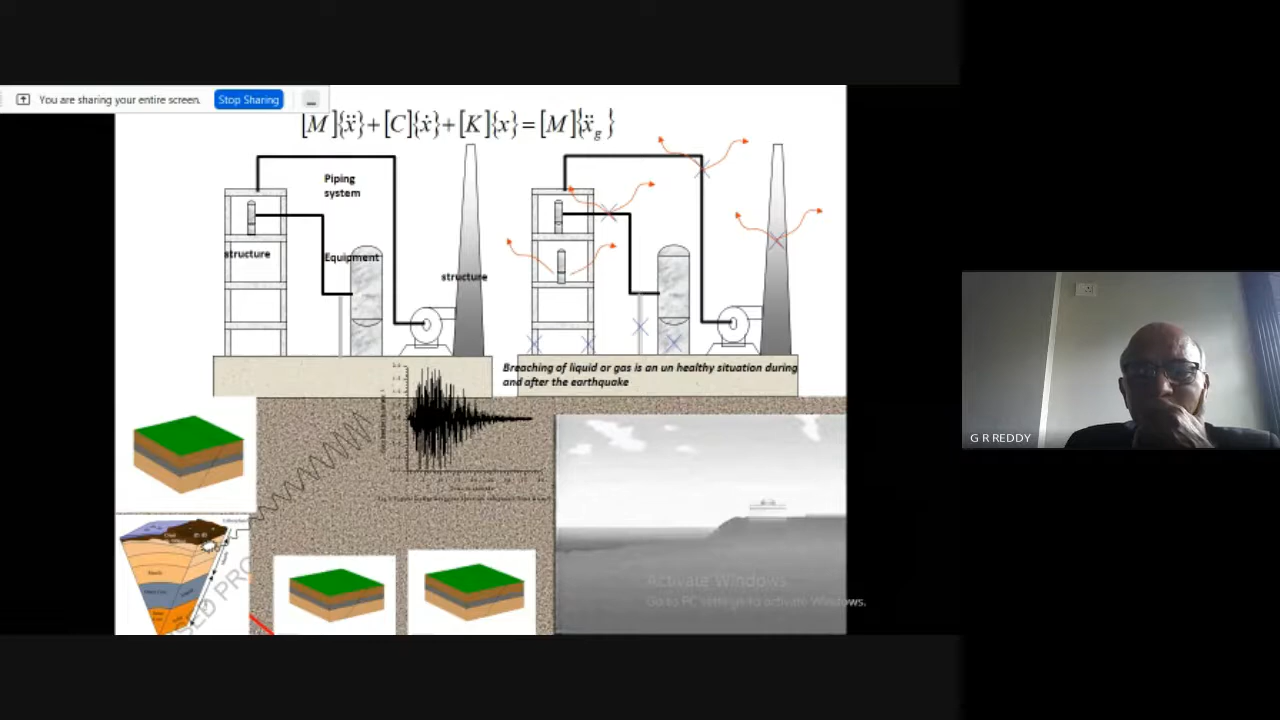 You are sharing your entire screen.
Stop Sharing
[M]{ẍ}+[C]{ẋ}+[K]{x}=[M]{ẍg}
Piping
system
structure
Equipment
structure
Breaching of liquid or gas is an un healthy situation during
and after the earthquake
G R REDDY
Activate Windows
Go to PC settings to activate Windows.
SED PRO